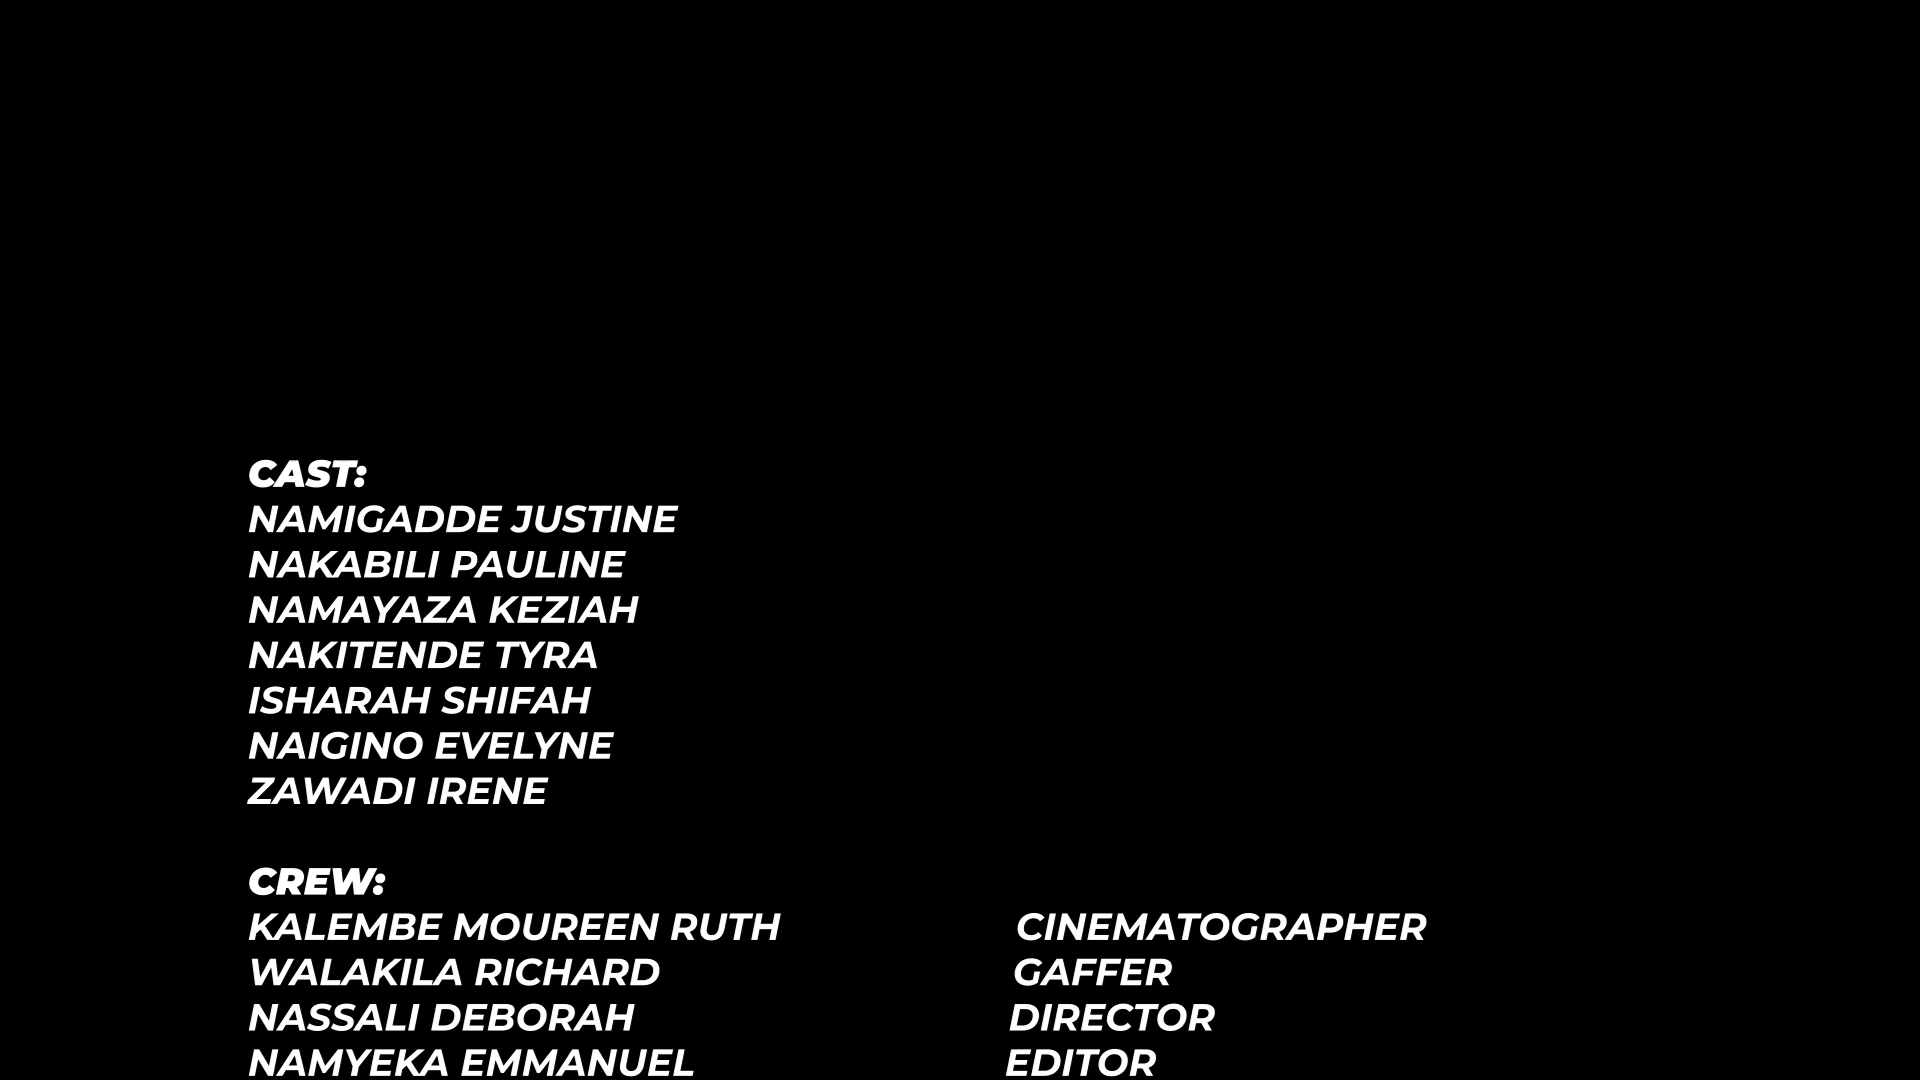 CAST:
NAMIGADDE JUSTINE
NAKABILI PAULINE
NAMAYAZA KEZIAH
NAKITENDE TYRA
ISHARAH SHIFAH
NAIGINO EVELYNE
ZAWADI IRENE
CREW:
KALEMBE MOUREEN RUTH CINEMATOGRAPHER
WALAKILA RICHARD GAFFER
NASSALI DEBORAH DIRECTOR
NAMYEKA EMMANUEL EDITOR